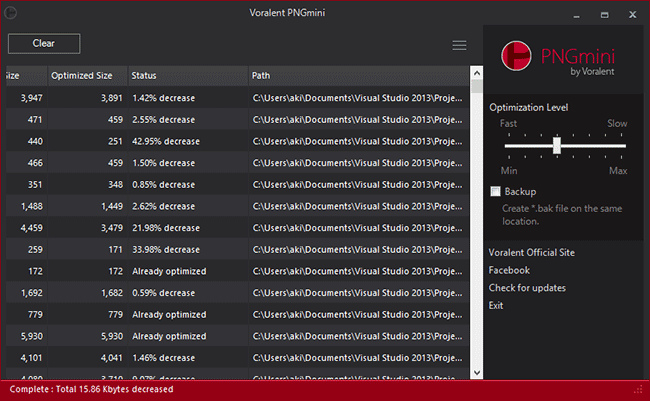 Voralent PNGmini
Clear
Size Optimized Size Status Path
3,947 3,891 1.42% decrease C:\Users\aki\Documents\Visual Studio 2013\Proje...
471 459 2.55% decrease C:\Users\aki\Documents\Visual Studio 2013\Proje...
440 251 42.95% decrease C:\Users\aki\Documents\Visual Studio 2013\Proje...
466 459 1.50% decrease C:\Users\aki\Documents\Visual Studio 2013\Proje...
351 348 0.85% decrease C:\Users\aki\Documents\Visual Studio 2013\Proje...
1,488 1,449 2.62% decrease C:\Users\aki\Documents\Visual Studio 2013\Proje...
4,459 3,479 21.98% decrease C:\Users\aki\Documents\Visual Studio 2013\Proje...
259 171 33.98% decrease C:\Users\aki\Documents\Visual Studio 2013\Proje...
172 172 Already optimized C:\Users\aki\Documents\Visual Studio 2013\Proje...
1,692 1,682 0.59% decrease C:\Users\aki\Documents\Visual Studio 2013\Proje...
779 779 Already optimized C:\Users\aki\Documents\Visual Studio 2013\Proje...
5,930 5,930 Already optimized C:\Users\aki\Documents\Visual Studio 2013\Proje...
4,101 4,041 1.46% decrease C:\Users\aki\Documents\Visual Studio 2013\Proje...
4,080 3,710 9.07% decrease C:\Users\aki\Documents\Visual Studio 2013\Proje...
PNGmini
by Voralent
Optimization Level
Fast Slow
Min Max
Backup
Create *.bak file on the same
location.
Voralent Official Site
Facebook
Check for updates
Exit
Complete : Total 15.86 Kbytes decreased